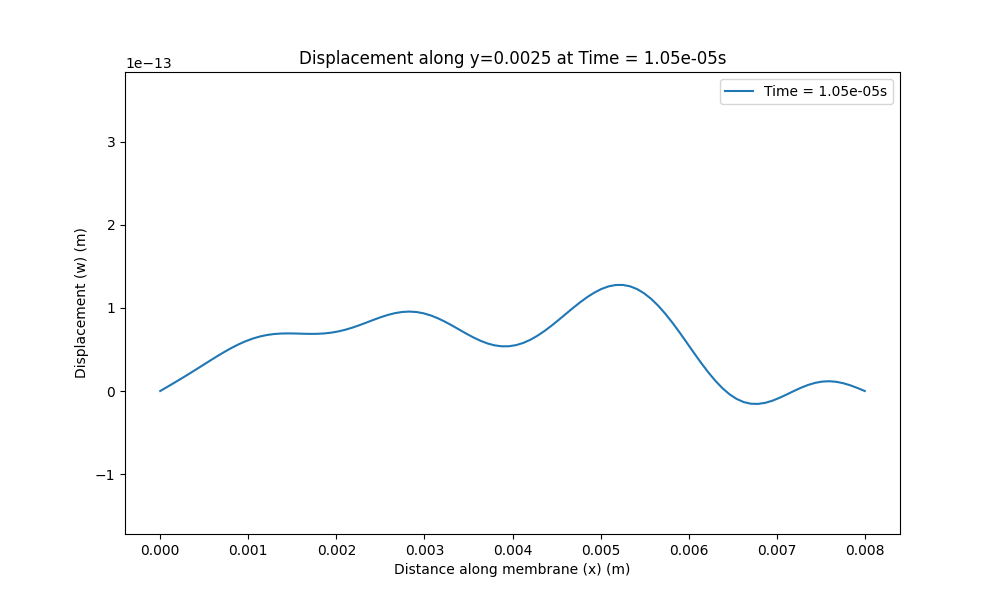 Displacement along y=0.0025 at Time = 1.05e-05s
1e−13
Time = 1.05e-05s
3
2
1
0
−1
Displacement (w) (m)
0.000 0.001 0.002 0.003 0.004 0.005 0.006 0.007 0.008
Distance along membrane (x) (m)